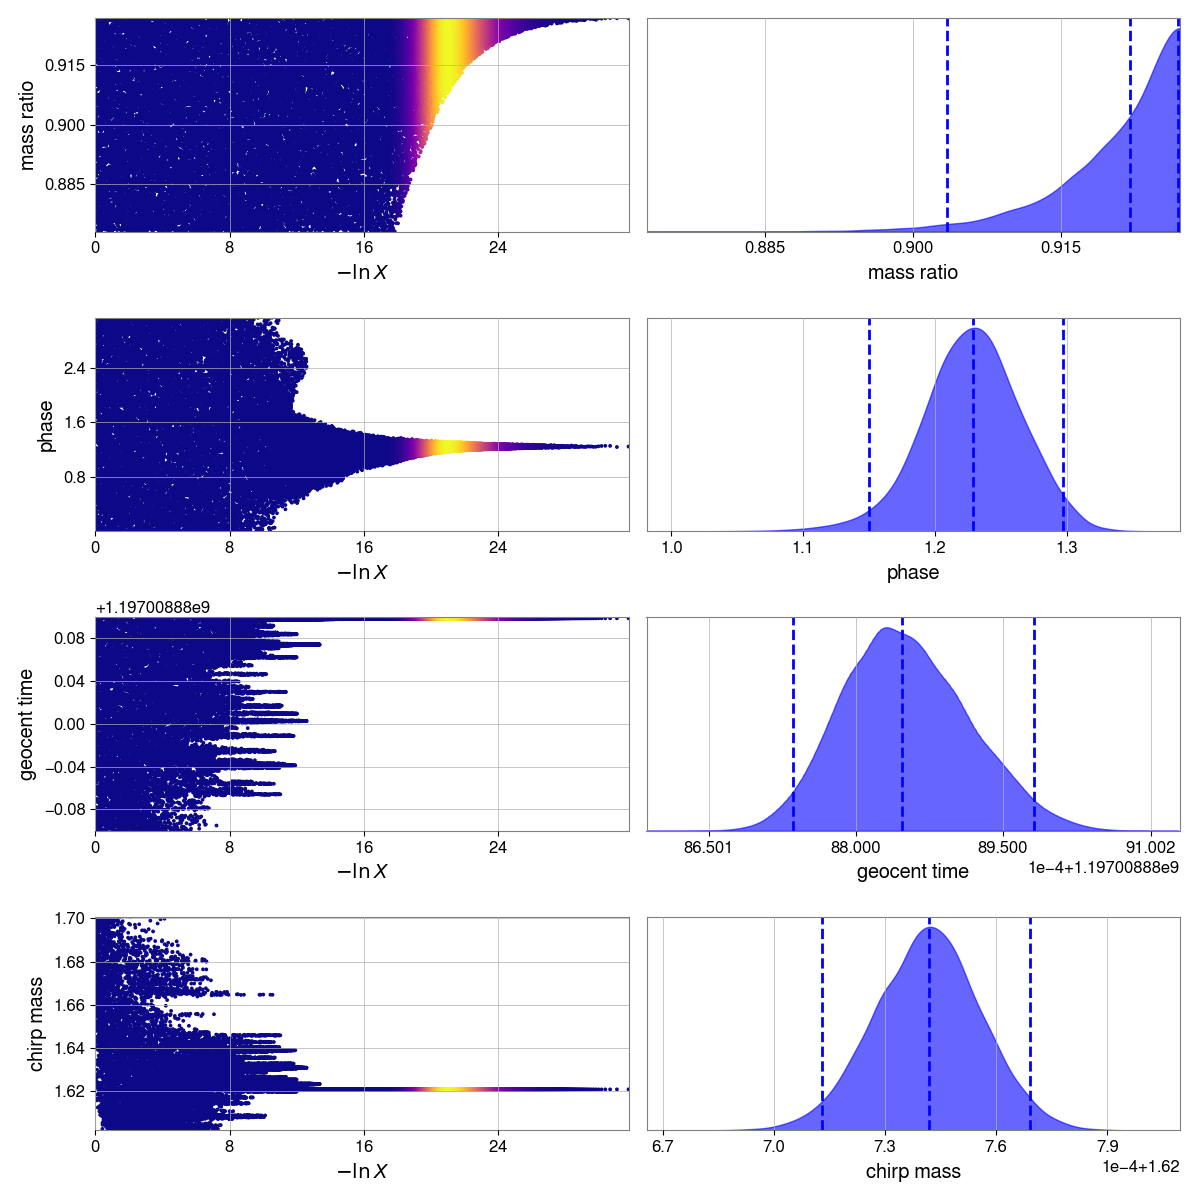 0.915
0.900
0.885
mass ratio
0 8 16 24
−ln X
0.885 0.900 0.915
mass ratio
2.4
1.6
0.8
phase
0 8 16 24
−ln X
1.0 1.1 1.2 1.3
phase
+1.19700888e9
0.08
0.04
0.00
−0.04
−0.08
geocent time
0 8 16 24
−ln X
86.501 88.000 89.500 91.002
1e−4+1.19700888e9
geocent time
1.70
1.68
1.66
1.64
1.62
chirp mass
0 8 16 24
−ln X
6.7 7.0 7.3 7.6 7.9
1e−4+1.62
chirp mass